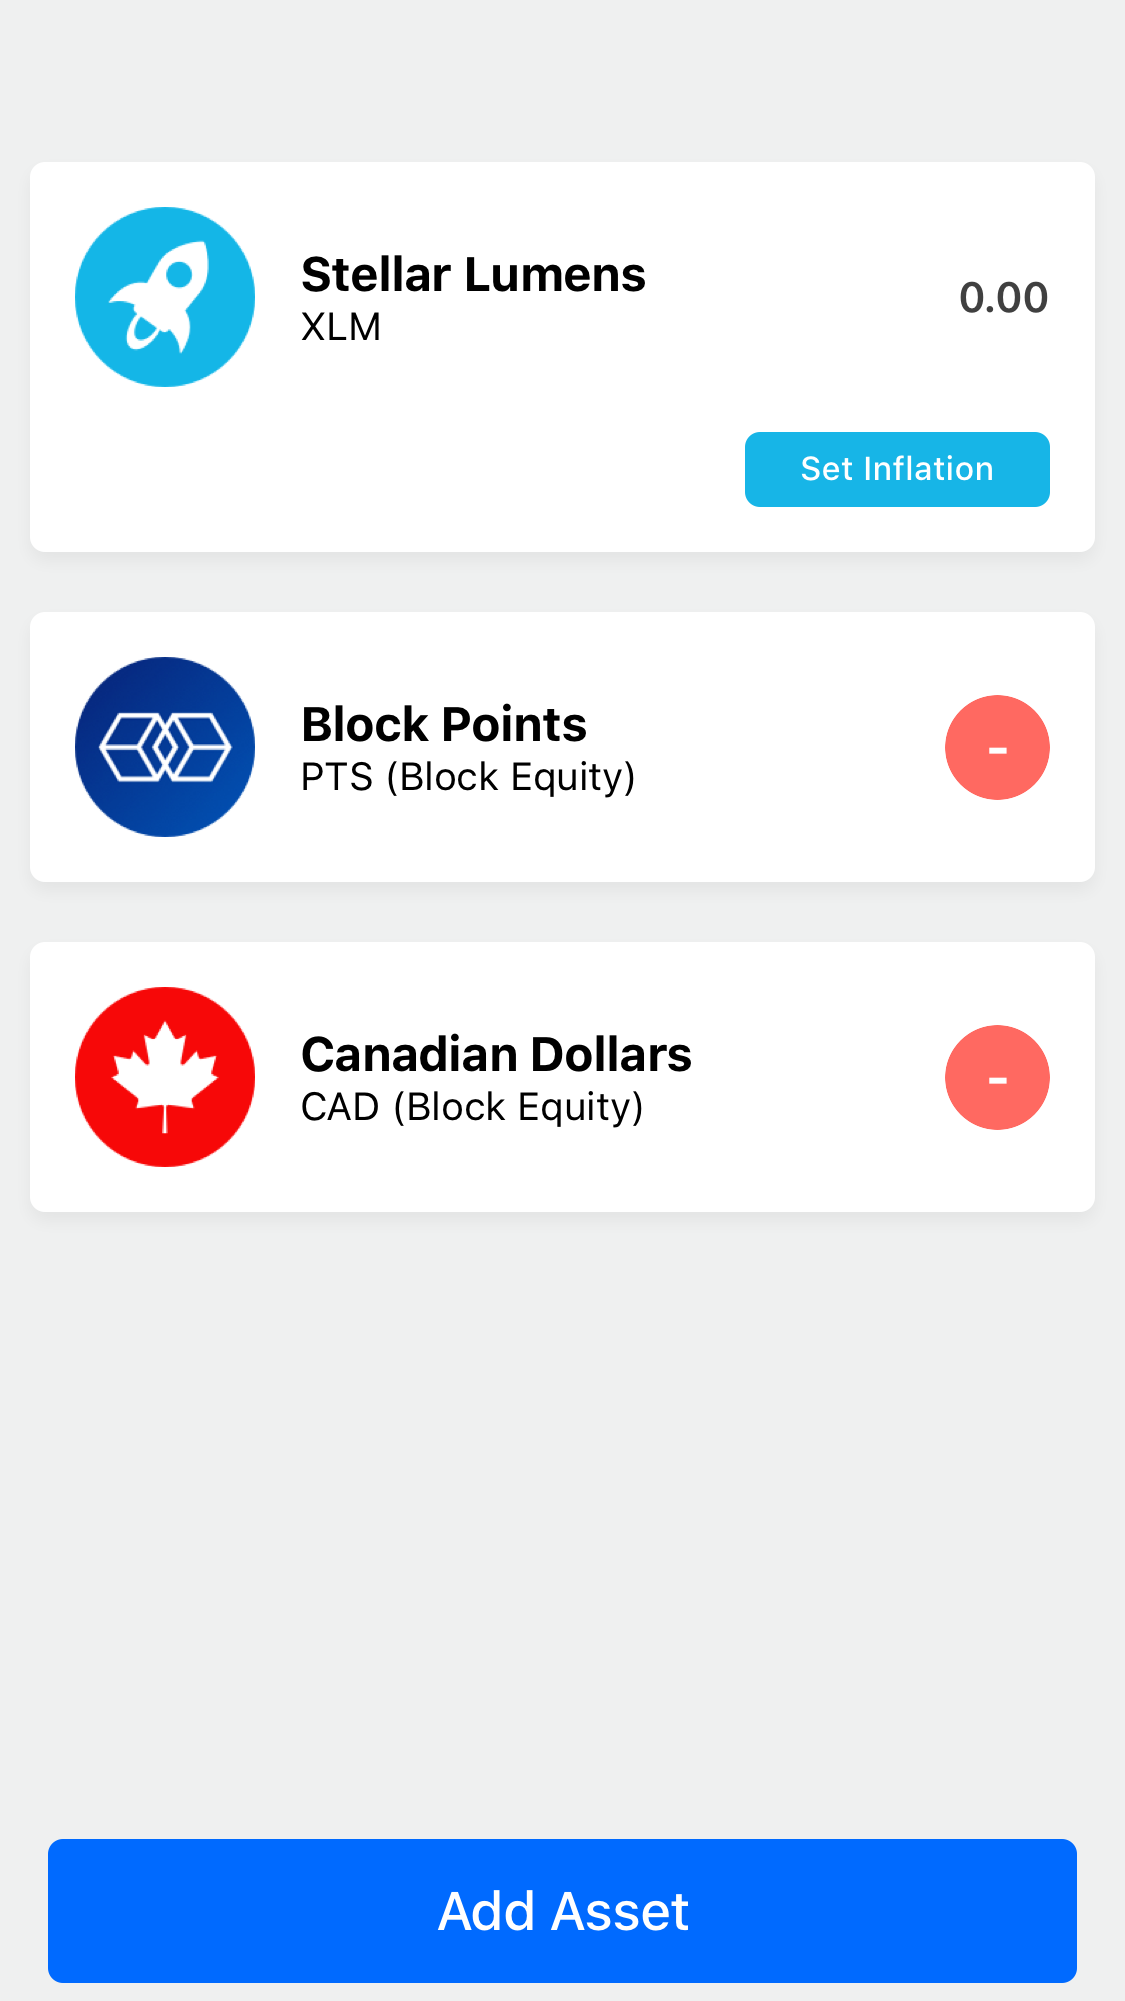 Stellar Lumens
XLM
0.00
Set Inflation
Block Points
PTS (Block Equity)
-
Canadian Dollars
CAD (Block Equity)
-
Add Asset